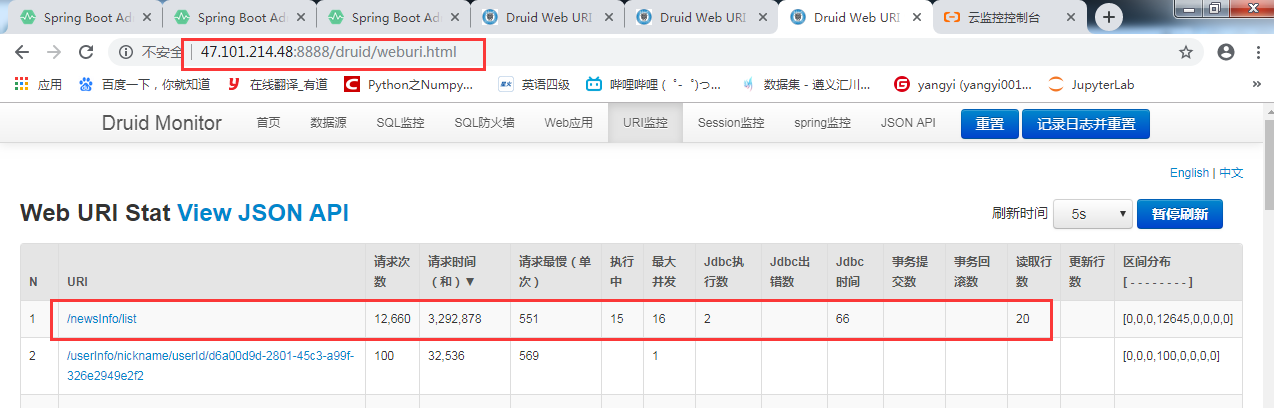 Spring Boot Adm
Spring Boot Adm
Spring Boot Adm
Druid Web URI
Druid Web URI
Druid Web URI
云监控控制台
不安全 | 47.101.214.48:8888/druid/weburi.html
应用
百度一下，你就知道
在线翻译_有道
Python之Numpy...
英语四级
哔哩哔哩 ( ゜- ゜)つ...
数据集 - 遵义汇川...
yangyi (yangyi001...
JupyterLab
»
Druid Monitor
首页
数据源
SQL监控
SQL防火墙
Web应用
URI监控
Session监控
spring监控
JSON API
重置
记录日志并重置
English | 中文
Web URI Stat View JSON API
刷新时间
5s
暂停刷新
N
URI
请求次
数
请求时间
（和）▼
请求最慢（单
次）
执行
中
最大
并发
Jdbc执
行数
Jdbc出
错数
Jdbc
时间
事务提
交数
事务回
滚数
读取行
数
更新行
数
区间分布
[ - - - - - - - - ]
1
/newsInfo/list
12,660
3,292,878
551
15
16
2
66
20
[0,0,0,12645,0,0,0,0]
2
/userInfo/nickname/userId/d6a00d9d-2801-45c3-a99f-
326e2949e2f2
100
32,536
569
1
[0,0,0,100,0,0,0,0]